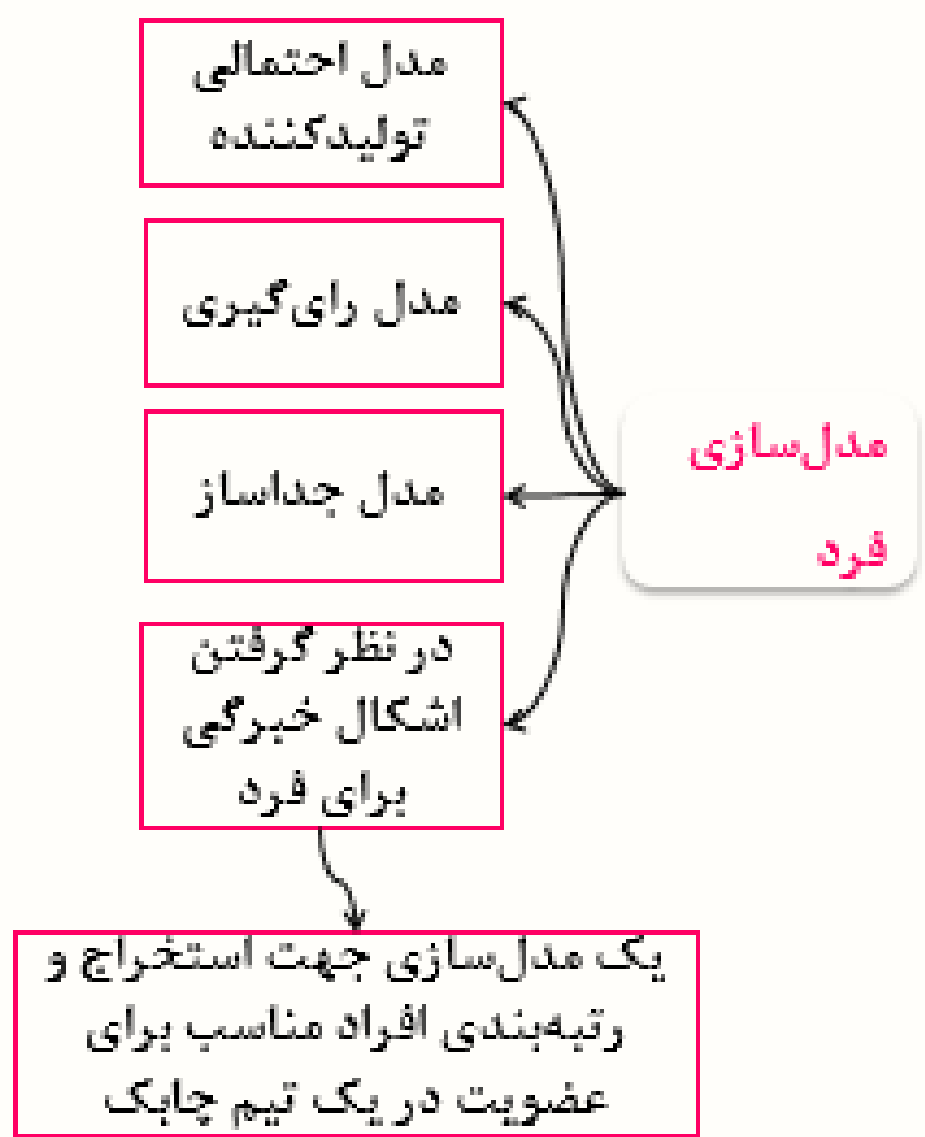 مدل احتمالی
تولیدکننده
مدل رای‌گیری
مدل جداساز
مدل‌سازی
فرد
در نظر گرفتن
اشکال خبرگی
برای فرد
یک مدل‌سازی جهت استخراج و
رتبه‌بندی افراد مناسب برای
عضویت در یک تیم چابک